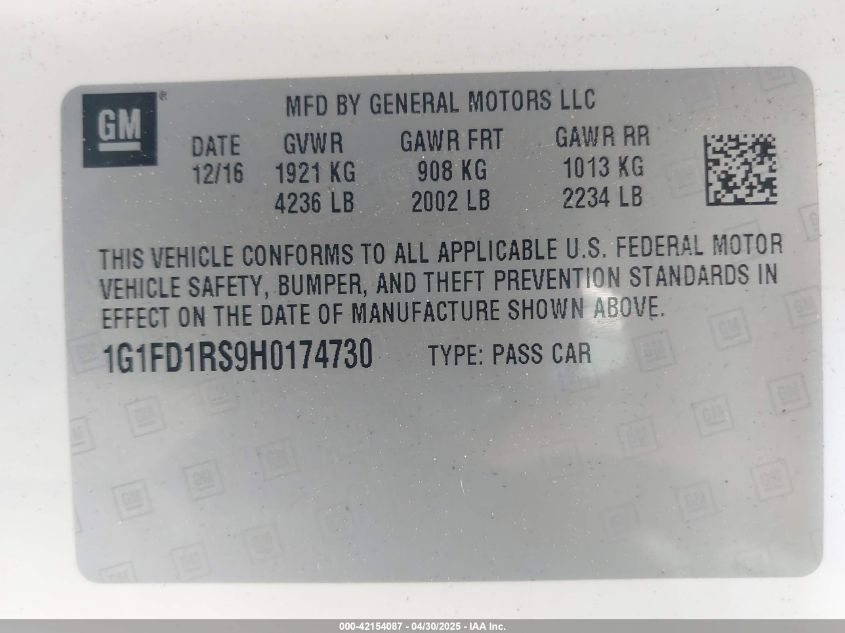 GM ®
MFD BY GENERAL MOTORS LLC
DATE GVWR GAWR FRT GAWR RR
12/16 1921 KG 908 KG 1013 KG
4236 LB 2002 LB 2234 LB
THIS VEHICLE CONFORMS TO ALL APPLICABLE U.S. FEDERAL MOTOR
VEHICLE SAFETY, BUMPER, AND THEFT PREVENTION STANDARDS IN
EFFECT ON THE DATE OF MANUFACTURE SHOWN ABOVE.
1G1FD1RS9H0174730 TYPE: PASS CAR
000-42154087 - 04/30/2025 - IAA Inc.